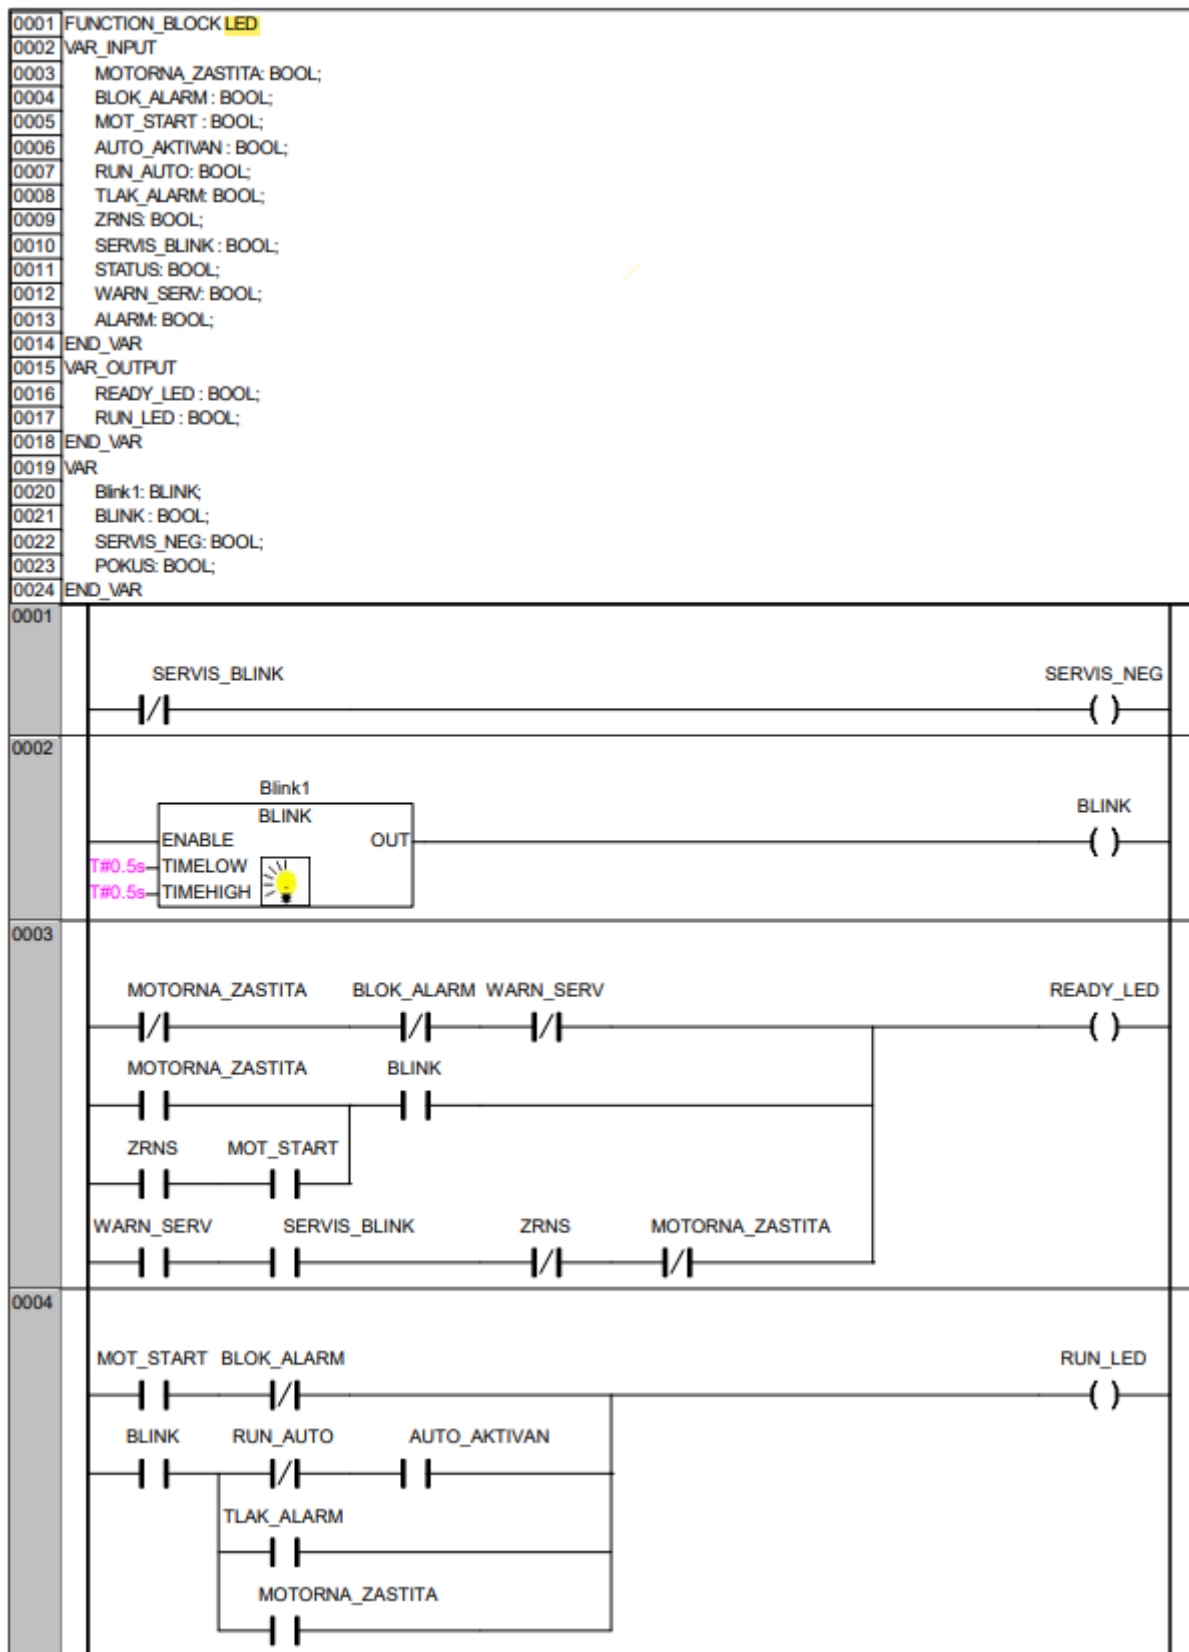 0001 FUNCTION_BLOCK LED
0002 VAR_INPUT
0003 MOTORNA_ZASTITA: BOOL;
0004 BLOK_ALARM : BOOL;
0005 MOT_START : BOOL;
0006 AUTO_AKTIVAN : BOOL;
0007 RUN_AUTO: BOOL;
0008 TLAK_ALARM: BOOL;
0009 ZRNS: BOOL;
0010 SERVIS_BLINK : BOOL;
0011 STATUS: BOOL;
0012 WARN_SERV: BOOL;
0013 ALARM: BOOL;
0014 END_VAR
0015 VAR_OUTPUT
0016 READY_LED : BOOL;
0017 RUN_LED : BOOL;
0018 END_VAR
0019 VAR
0020 Blink1: BLINK;
0021 BLINK : BOOL;
0022 SERVIS_NEG: BOOL;
0023 POKUS: BOOL;
0024 END_VAR
0001
SERVIS_BLINK SERVIS_NEG
0002
Blink1
BLINK BLINK
ENABLE OUT
T#0.5s TIMELOW
T#0.5s TIMEHIGH
0003
MOTORNA_ZASTITA BLOK_ALARM WARN_SERV READY_LED
MOTORNA_ZASTITA BLINK
ZRNS MOT_START
WARN_SERV SERVIS_BLINK ZRNS MOTORNA_ZASTITA
0004
MOT_START BLOK_ALARM RUN_LED
BLINK RUN_AUTO AUTO_AKTIVAN
TLAK_ALARM
MOTORNA_ZASTITA